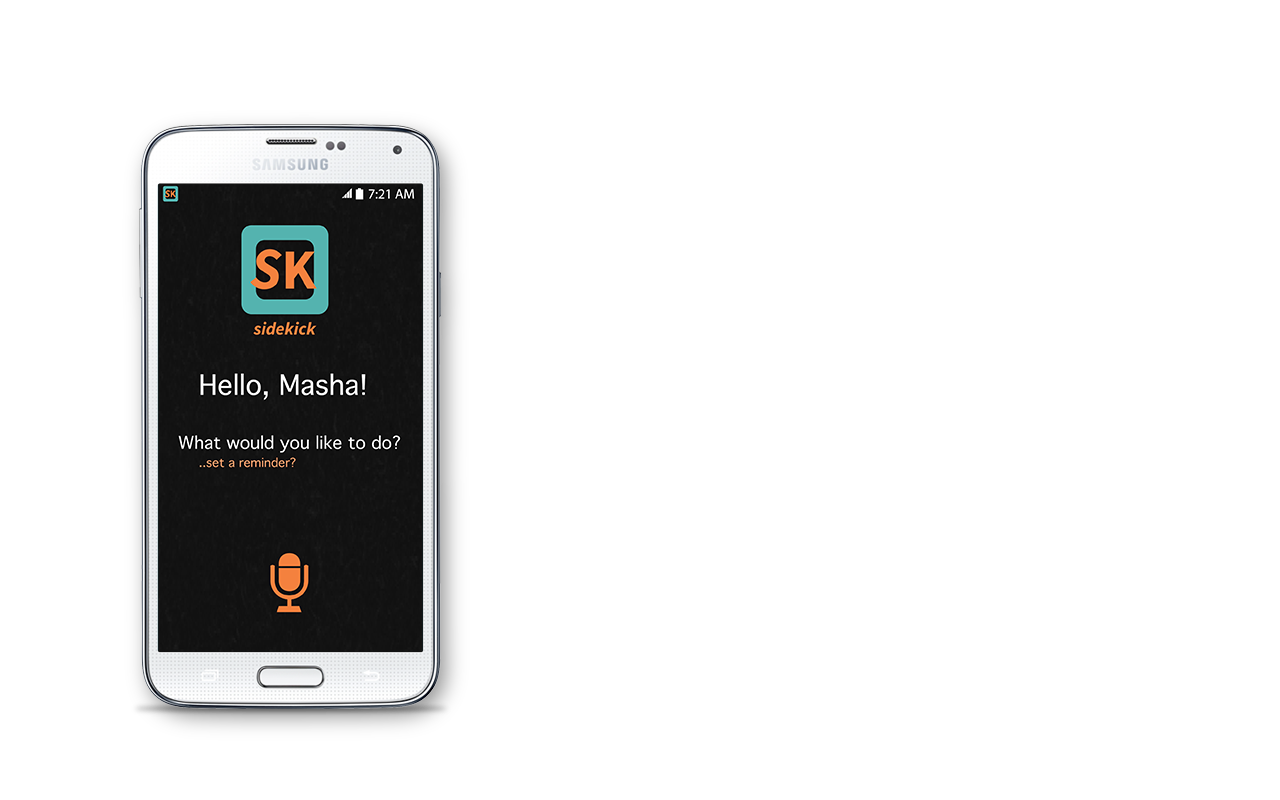 SAMSUNG
SK 7:21 AM
SK
sidekick
Hello, Masha!
What would you like to do?
..set a reminder?